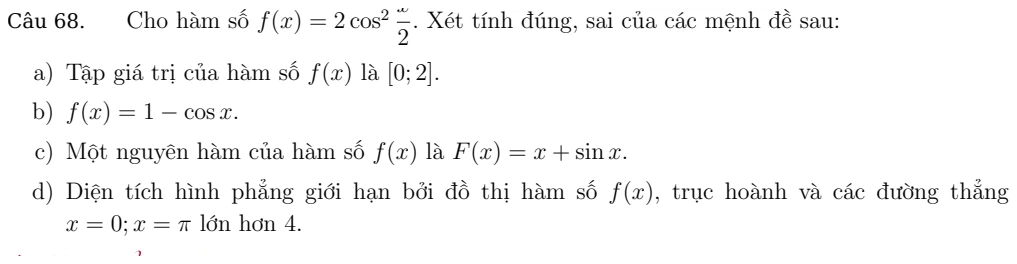 Câu 68. Cho hàm số f(x) = 2 cos² x/2. Xét tính đúng, sai của các mệnh đề sau:
a) Tập giá trị của hàm số f(x) là [0; 2].
b) f(x) = 1 − cos x.
c) Một nguyên hàm của hàm số f(x) là F(x) = x + sin x.
d) Diện tích hình phẳng giới hạn bởi đồ thị hàm số f(x), trục hoành và các đường thẳng
x = 0; x = π lớn hơn 4.